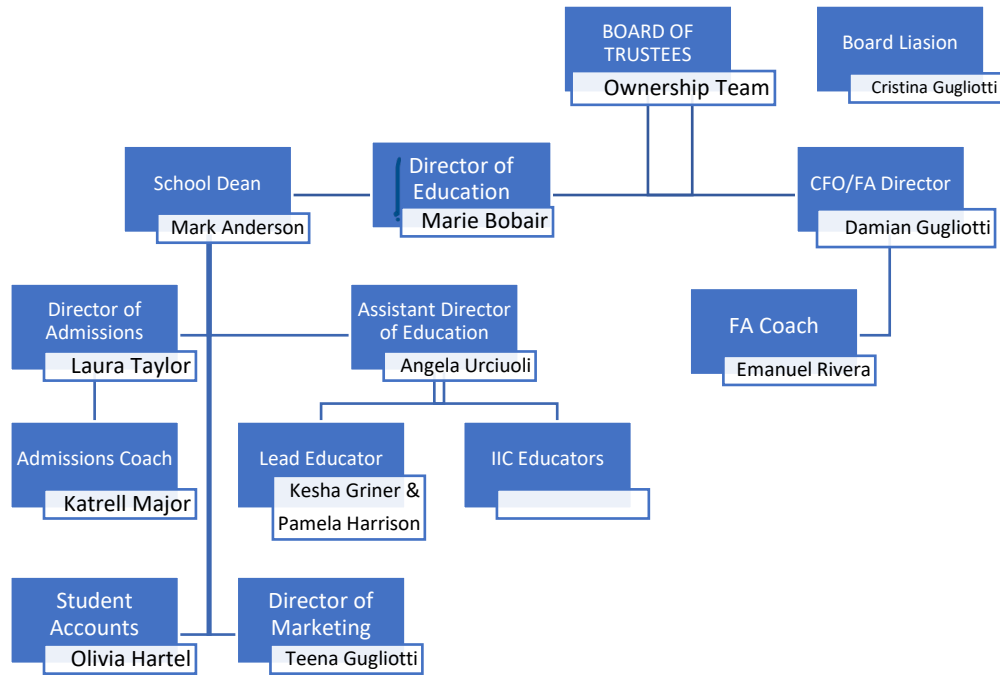 BOARD OF
TRUSTEES
Ownership Team
Board Liasion
Cristina Gugliotti
School Dean
Mark Anderson
Director of
Education
Marie Bobair
CFO/FA Director
Damian Gugliotti
Director of
Admissions
Laura Taylor
Assistant Director
of Education
Angela Urciuoli
FA Coach
Emanuel Rivera
Admissions Coach
Katrell Major
Lead Educator
Kesha Griner &
Pamela Harrison
IIC Educators
Student
Accounts
Olivia Hartel
Director of
Marketing
Teena Gugliotti